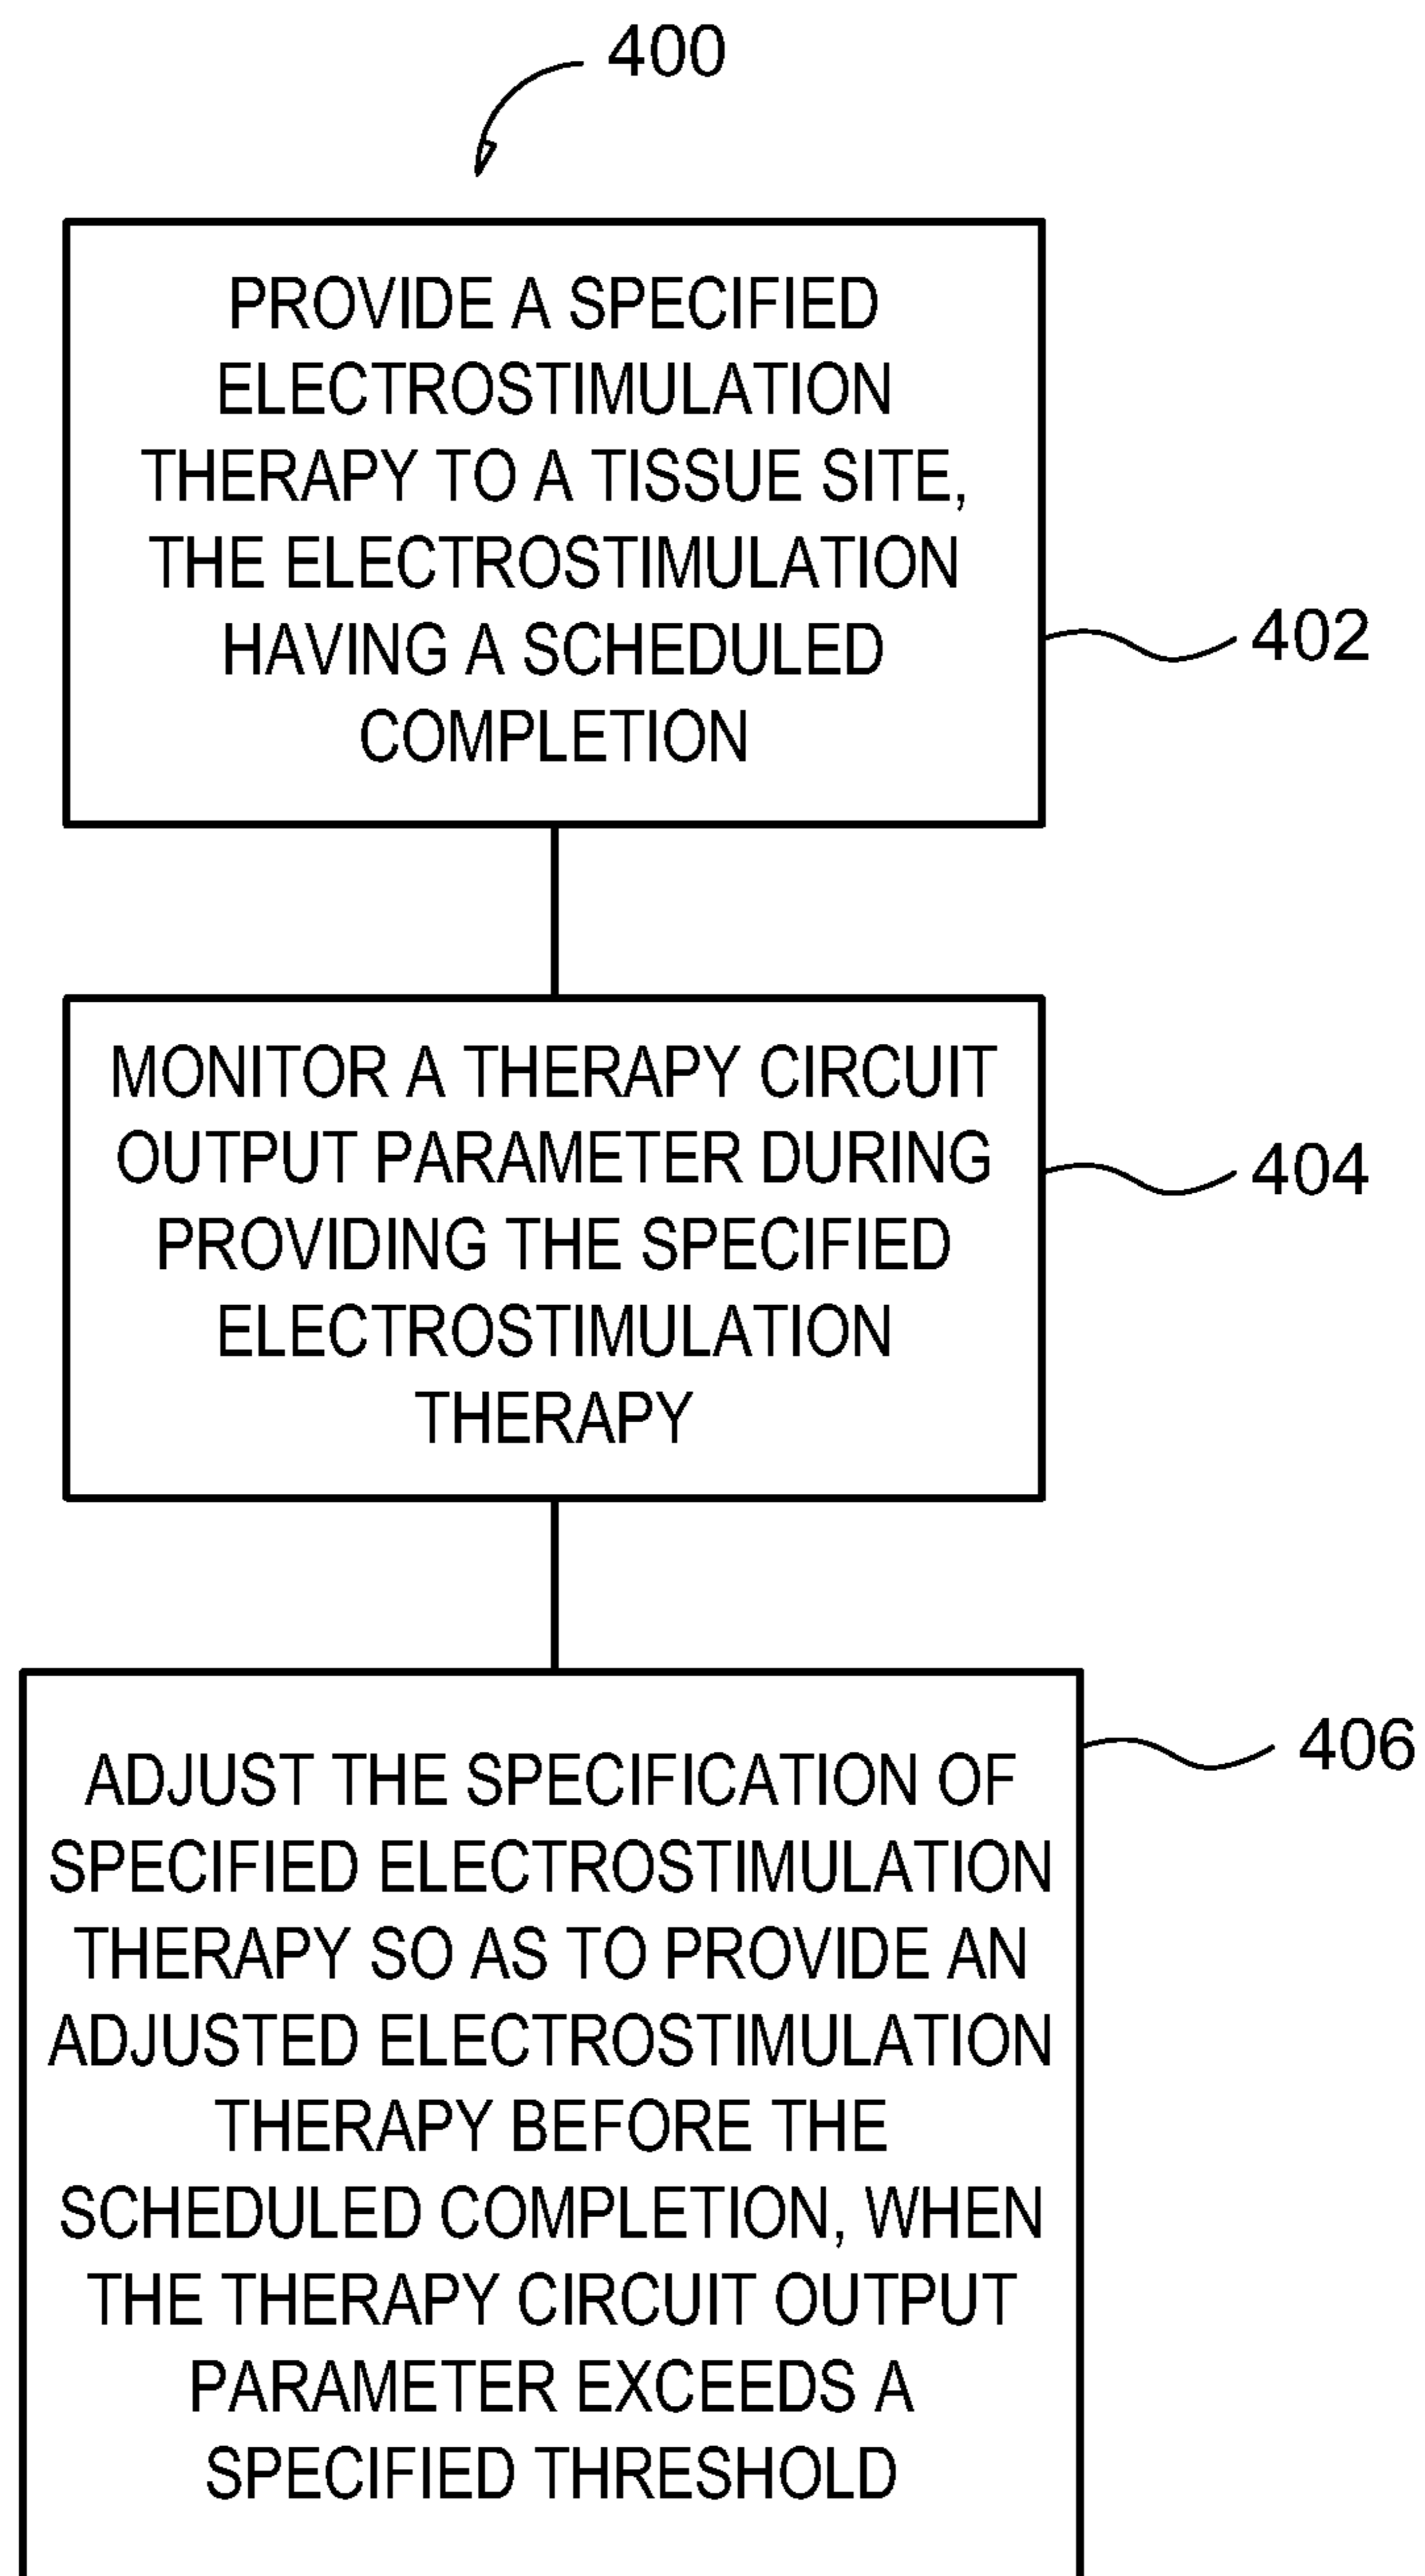 400
PROVIDE A SPECIFIED
ELECTROSTIMULATION
THERAPY TO A TISSUE SITE,
THE ELECTROSTIMULATION
HAVING A SCHEDULED
COMPLETION
402
MONITOR A THERAPY CIRCUIT
OUTPUT PARAMETER DURING
PROVIDING THE SPECIFIED
ELECTROSTIMULATION
THERAPY
404
ADJUST THE SPECIFICATION OF
SPECIFIED ELECTROSTIMULATION
THERAPY SO AS TO PROVIDE AN
ADJUSTED ELECTROSTIMULATION
THERAPY BEFORE THE
SCHEDULED COMPLETION, WHEN
THE THERAPY CIRCUIT OUTPUT
PARAMETER EXCEEDS A
SPECIFIED THRESHOLD
406